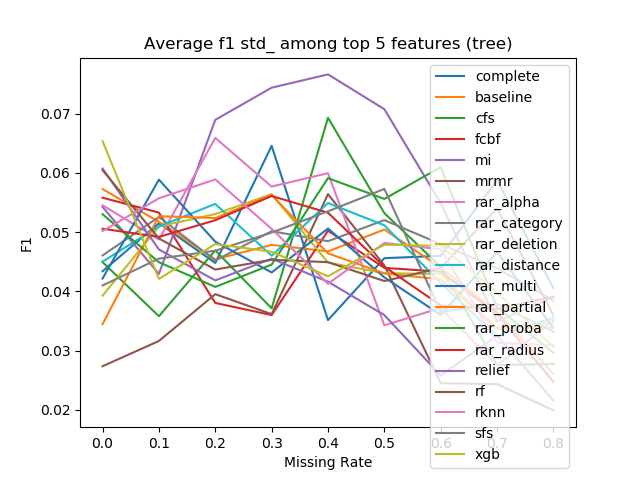 Average f1 std_ among top 5 features (tree)
F1
0.07
0.06
0.05
0.04
0.03
0.02
0.0 0.1 0.2 0.3 0.4 0.5 0.6 0.7 0.8
Missing Rate
complete
baseline
cfs
fcbf
mi
mrmr
rar_alpha
rar_category
rar_deletion
rar_distance
rar_multi
rar_partial
rar_proba
rar_radius
relief
rf
rknn
sfs
xgb